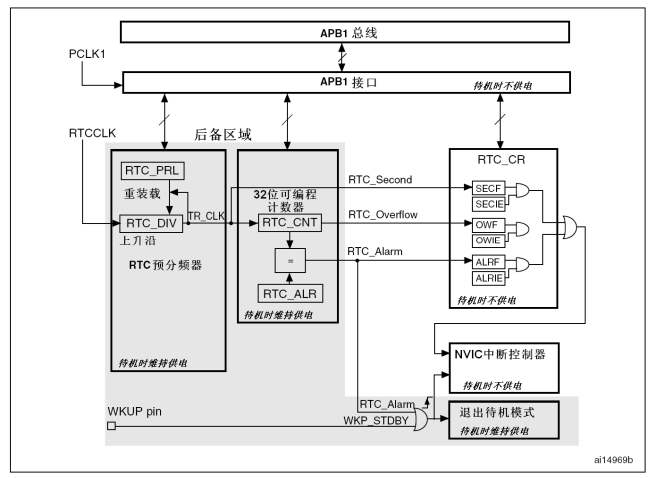 APB1 总线
PCLK1
APB1 接口
待机时不供电
RTCCLK
后备区域
RTC_PRL
重装载
RTC_DIV
TR_CLK
上升沿
RTC预分频器
待机时维持供电
32位可编程
计数器
RTC_CNT
=
RTC_ALR
待机时维持供电
RTC_Second
RTC_Overflow
RTC_Alarm
RTC_CR
SECF
SECIE
OWF
OWIE
ALRF
ALRIE
待机时不供电
NVIC中断控制器
待机时不供电
WKUP pin
RTC_Alarm
WKP_STDBY
退出待机模式
待机时维持供电
ai14969b